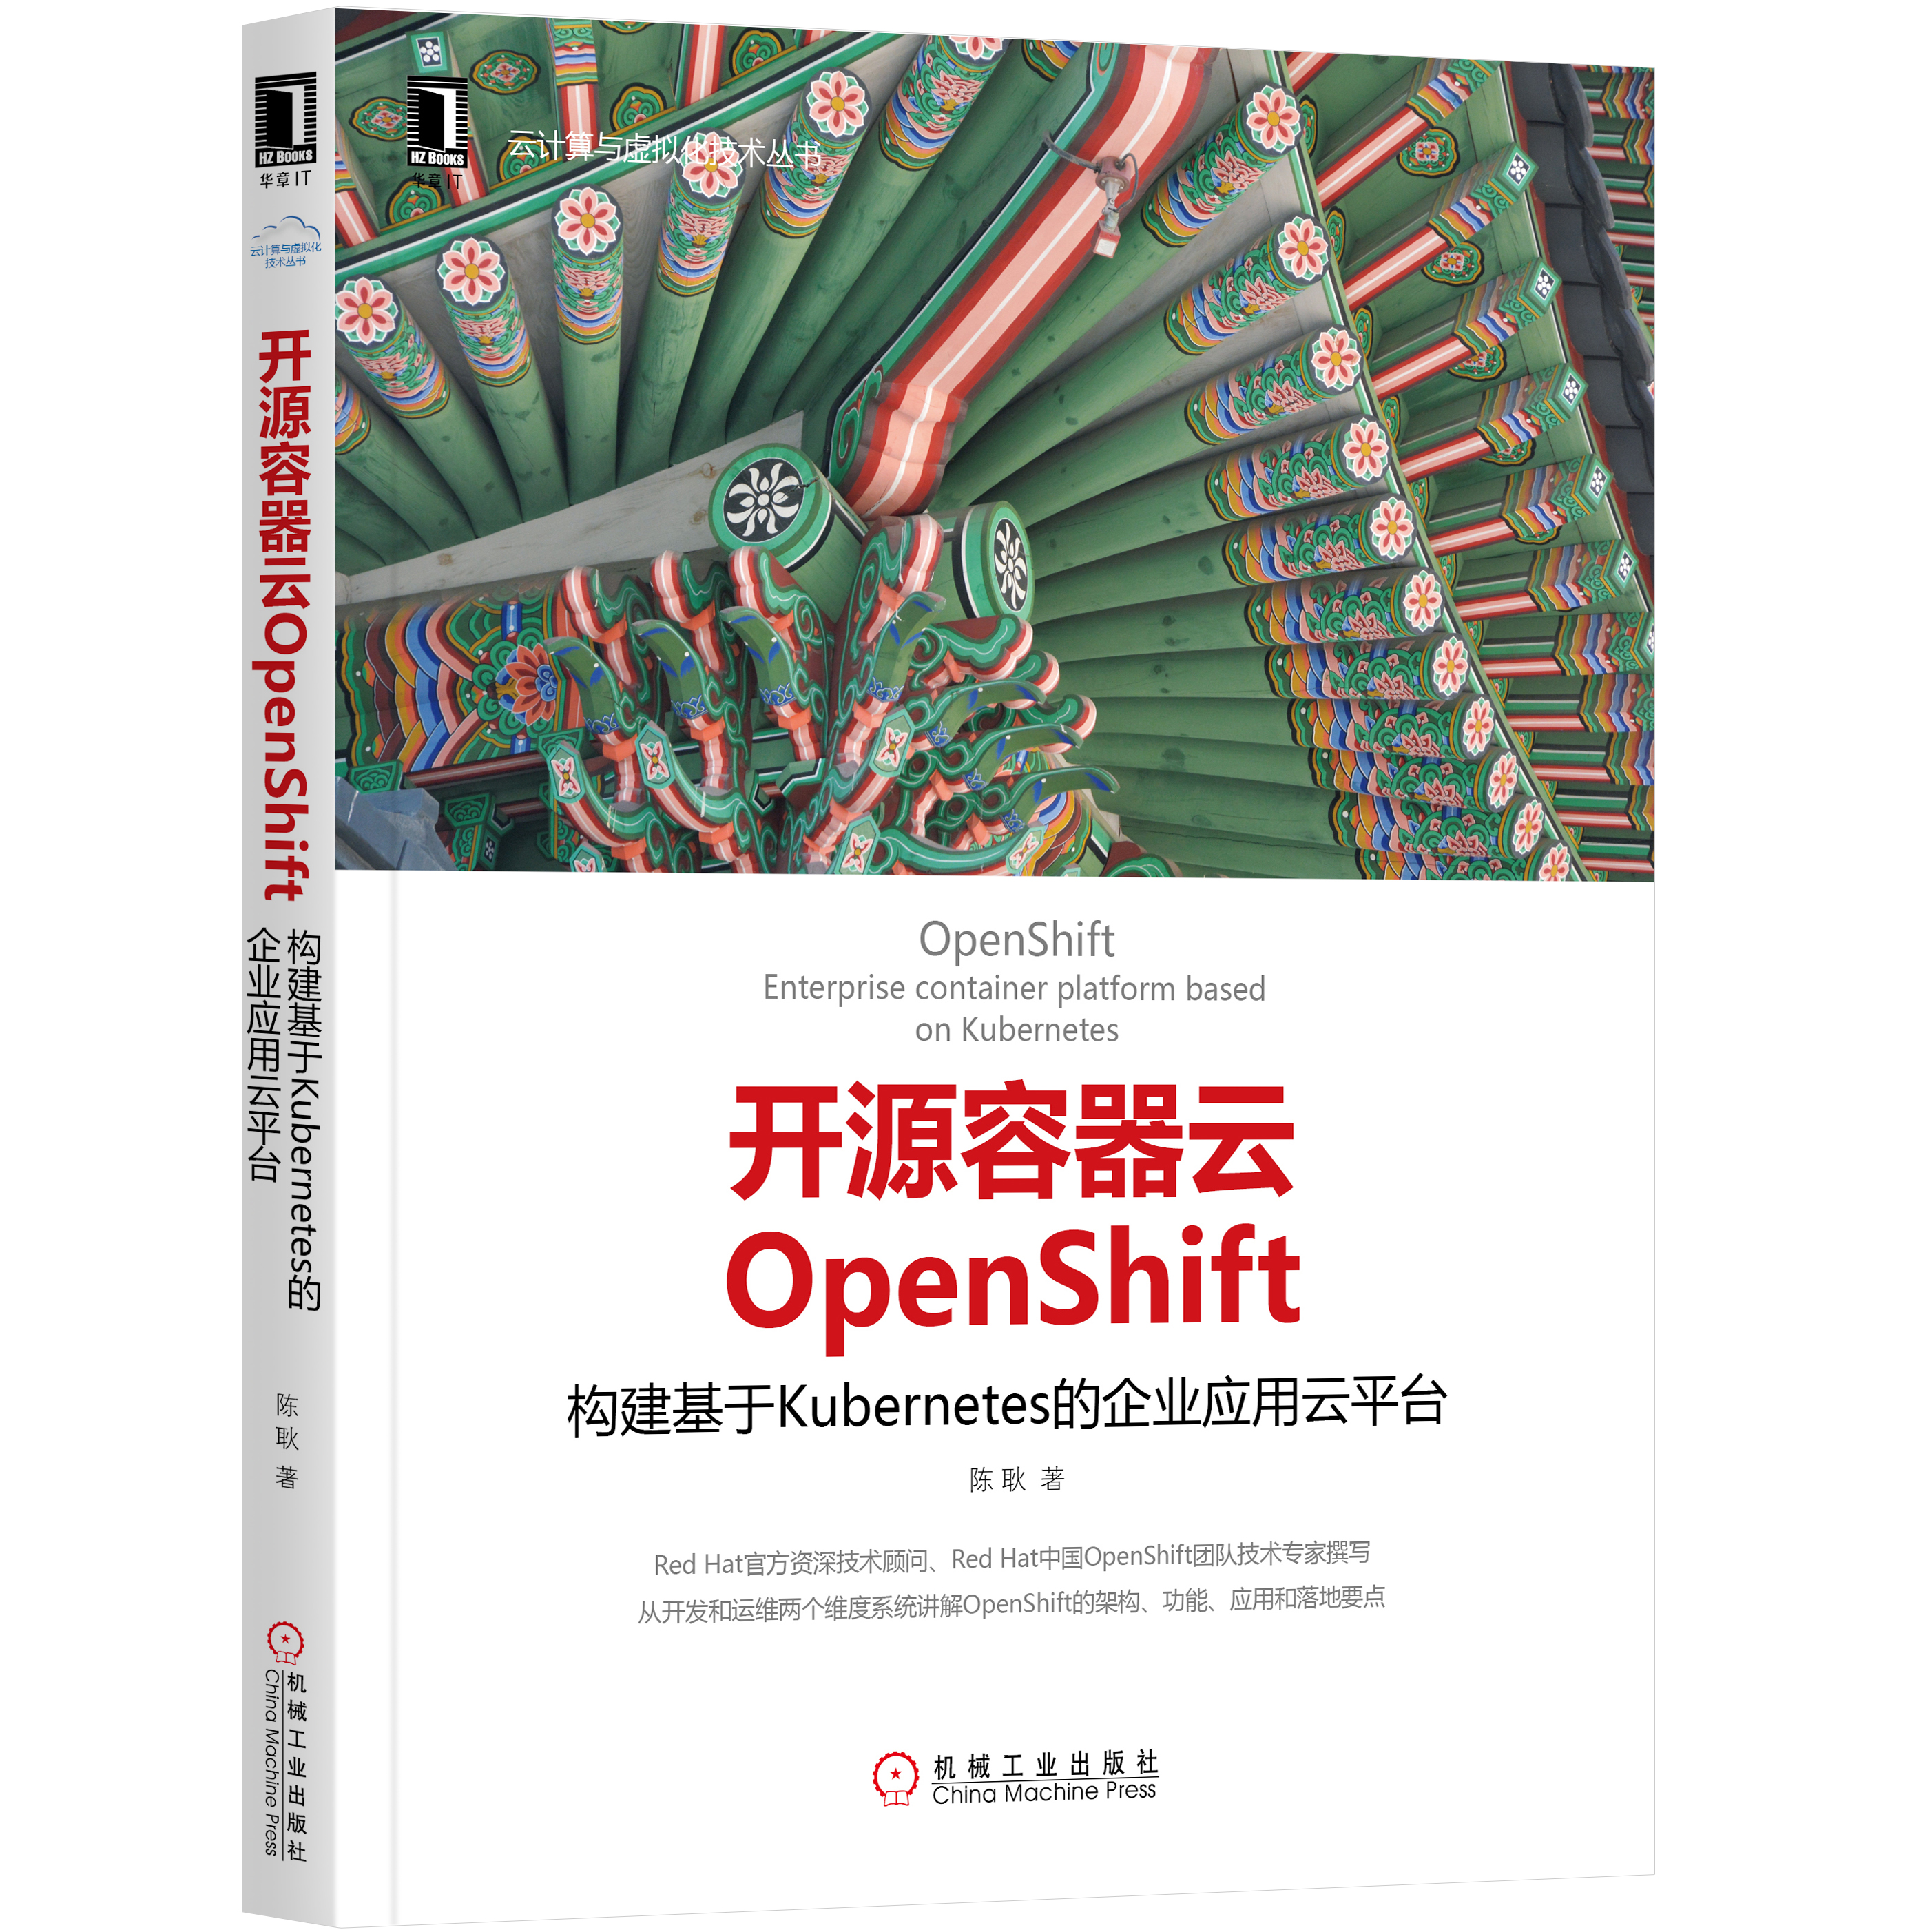 HZ BOOKS
华章IT
云计算与虚拟化
技术丛书
开源容器云OpenShift
构建基于Kubernetes的
企业应用云平台
陈耿 著
机械工业出版社
China Machine Press
HZ BOOKS
华章IT
云计算与虚拟化技术丛书
OpenShift
Enterprise container platform based
on Kubernetes
开源容器云
OpenShift
构建基于Kubernetes的企业应用云平台
陈 耿 著
Red Hat官方资深技术顾问、Red Hat中国OpenShift团队技术专家撰写
从开发和运维两个维度系统讲解OpenShift的架构、功能、应用和落地要点
机械工业出版社
China Machine Press